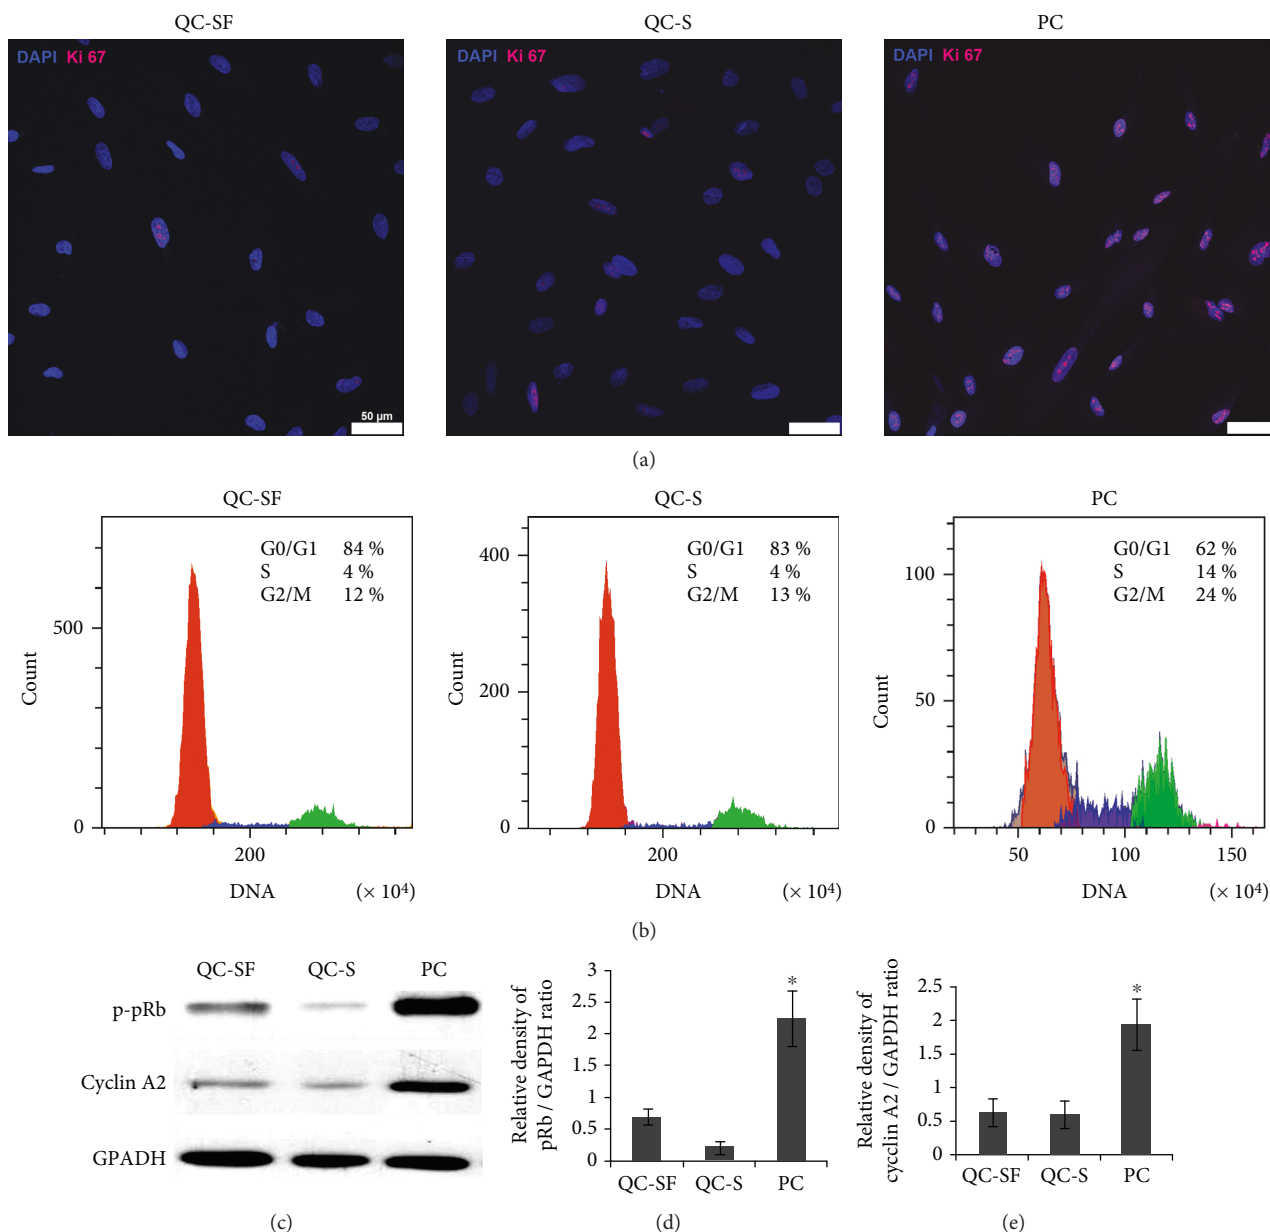 QC-SF
QC-S
PC
DAPI Ki 67
DAPI Ki 67
DAPI Ki 67
50 µm
(a)
QC-SF
QC-S
PC
G0/G1 84 %
S 4 %
G2/M 12 %
500
0
Count
200
DNA (× 10⁴)
G0/G1 83 %
S 4 %
G2/M 13 %
400
200
0
Count
200
DNA (× 10⁴)
G0/G1 62 %
S 14 %
G2/M 24 %
100
50
0
Count
50 100 150
DNA (× 10⁴)
(b)
QC-SF QC-S PC
p-pRb
Cyclin A2
GPADH
(c)
Relative density of
pRb / GAPDH ratio
3
2.5
2
1.5
1
0.5
0
*
QC-SF QC-S PC
(d)
Relative density of
cycclin A2 / GAPDH ratio
2.5
2
1.5
1
0.5
0
*
QC-SF QC-S PC
(e)